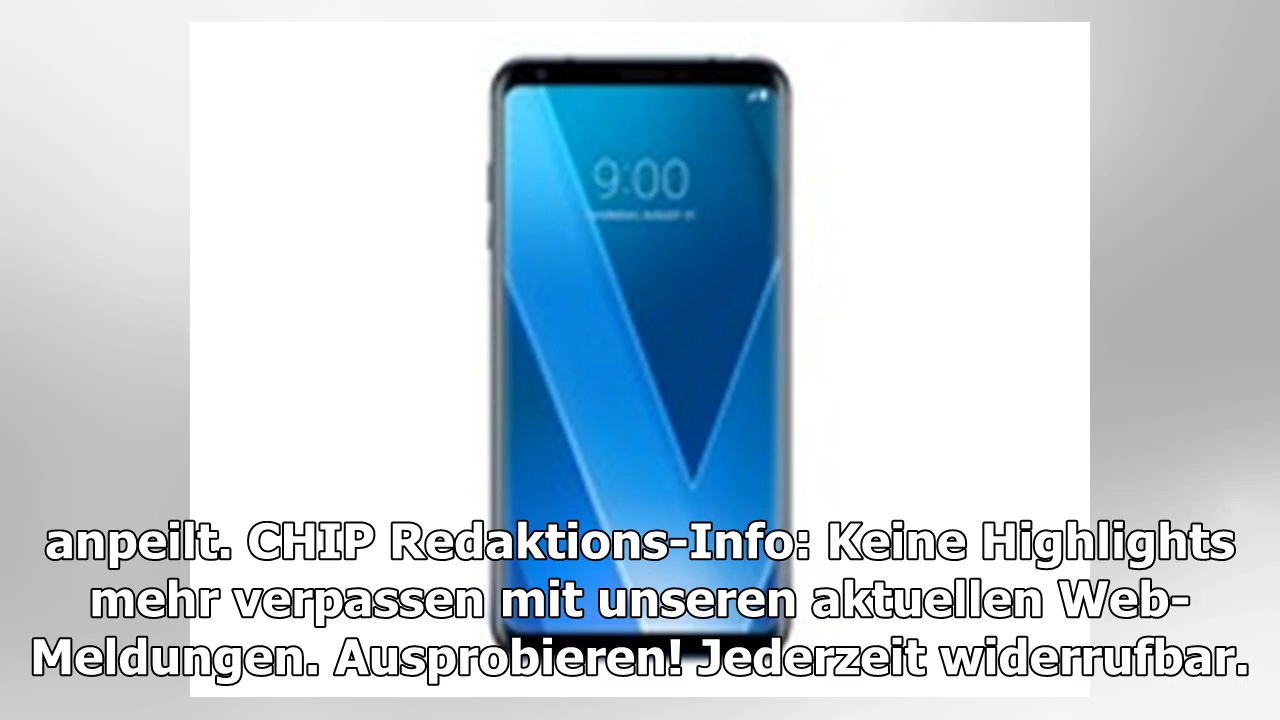 9:00
anpeilt. CHIP Redaktions-Info: Keine Highlights
mehr verpassen mit unseren aktuellen Web-
Meldungen. Ausprobieren! Jederzeit widerrufbar.